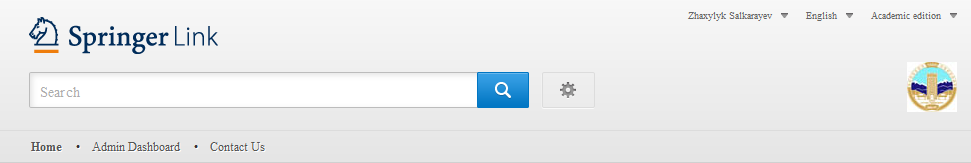 Zhaxylyk Salkarayev English Academic edition
Springer Link
Search
Home • Admin Dashboard • Contact Us